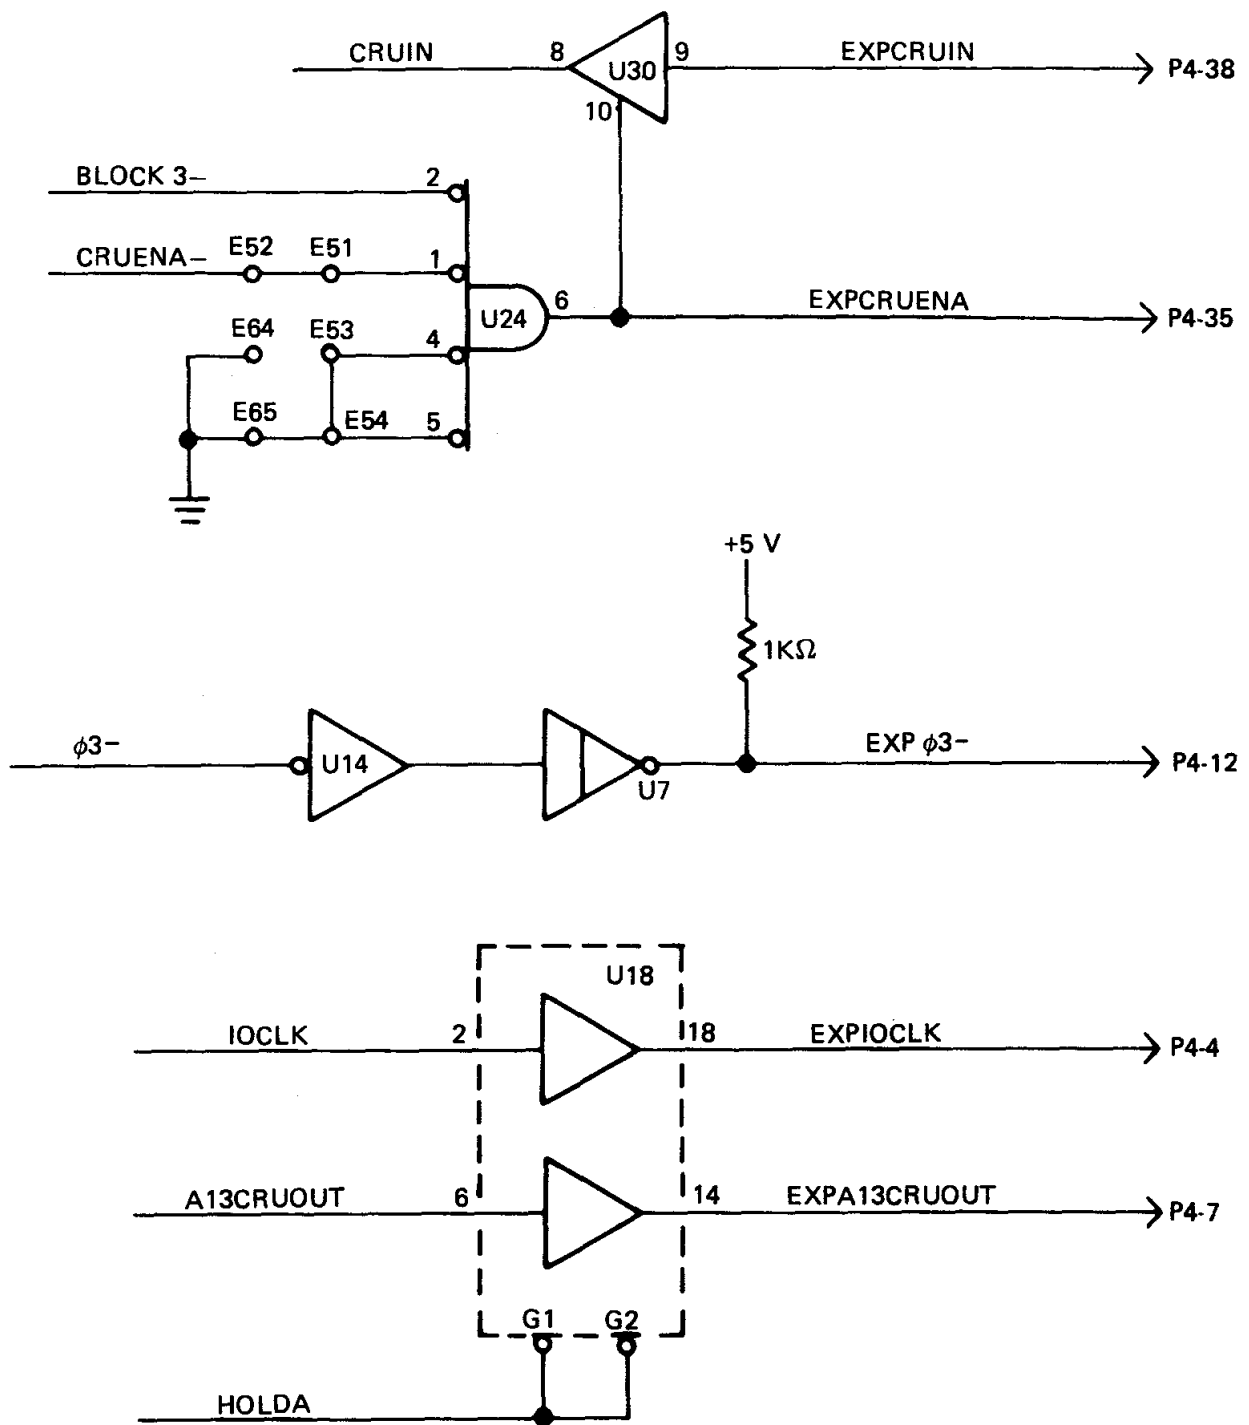 CRUIN 8 U30 9 EXPCRUIN P4-38
10
BLOCK 3– 2
CRUENA– E52 E51 1
U24 6 EXPCRUENA P4-35
E64 E53 4
E65 E54 5
+5 V
1KΩ
ϕ3– U14 U7 EXP ϕ3– P4-12
U18
IOCLK 2 18 EXPIOCLK P4-4
A13CRUOUT 6 14 EXPA13CRUOUT P4-7
G1 G2
HOLDA